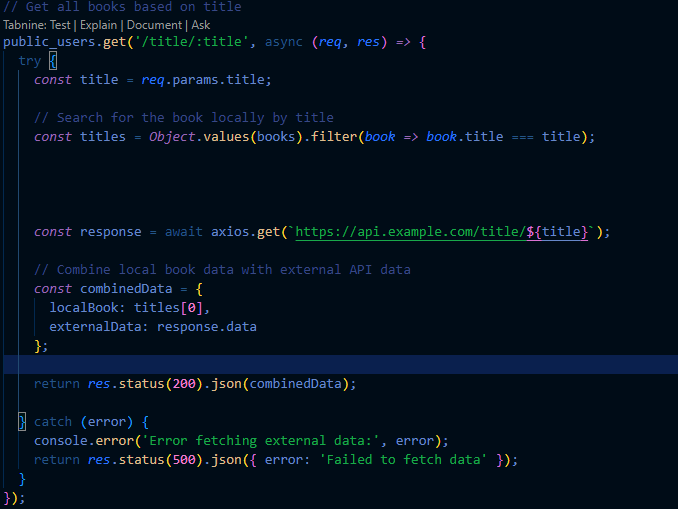 // Get all books based on title
Tabnine: Test | Explain | Document | Ask
public_users.get('/title/:title', async (req, res) => {
  try {
    const title = req.params.title;
    // Search for the book locally by title
    const titles = Object.values(books).filter(book => book.title === title);
    const response = await axios.get(`https://api.example.com/title/${title}`);
    // Combine local book data with external API data
    const combinedData = {
      localBook: titles[0],
      externalData: response.data
    };
    return res.status(200).json(combinedData);
  } catch (error) {
    console.error('Error fetching external data:', error);
    return res.status(500).json({ error: 'Failed to fetch data' });
  }
});